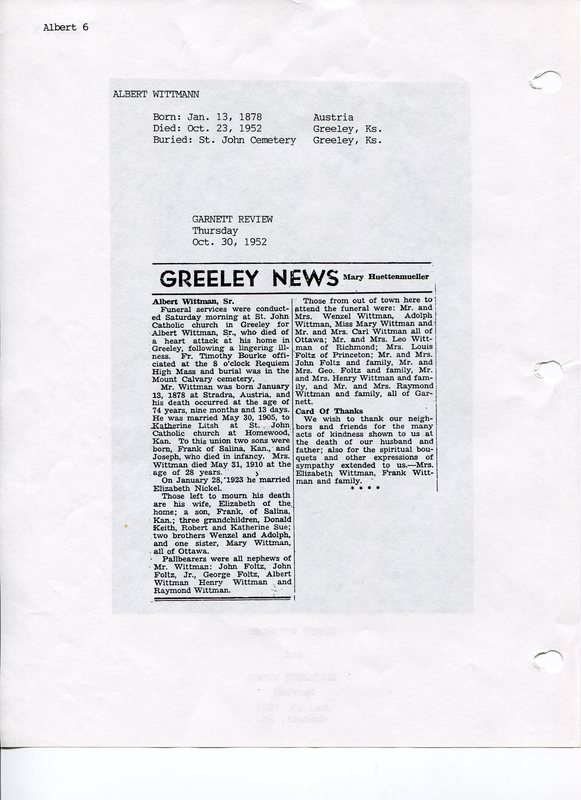 Albert 6
ALBERT WITTMANN
Born: Jan. 13, 1878 Austria
Died: Oct. 23, 1952 Greeley, Ks.
Buried: St. John Cemetery Greeley, Ks.
GARNETT REVIEW
Thursday
Oct. 30, 1952
GREELEY NEWS Mary Huettenmueller
Albert Wittman, Sr.
Funeral services were conduct-
ed Saturday morning at St. John
Catholic church in Greeley for
Albert Wittman, Sr., who died of
a heart attack at his home in
Greeley, following a lingering ill-
ness. Fr. Timothy Bourke offi-
ciated at the 8 o'clock Requiem
High Mass and burial was in the
Mount Calvary cemetery.
Mr. Wittman was born January
13, 1878 at Stradra, Austria, and
his death occurred at the age of
74 years, nine months and 13 days.
He was married May 30, 1905, to
Katherine Litsh at St. John
Catholic church at Homewood,
Kan. To this union two sons were
born, Frank of Salina, Kan., and
Joseph, who died in infancy. Mrs.
Wittman died May 31, 1910 at the
age of 28 years.
On January 28, 1923 he married
Elizabeth Nickel.
Those left to mourn his death
are his wife, Elizabeth of the
home; a son, Frank, of Salina,
Kan.; three grandchildren, Donald
Keith, Robert and Katherine Sue;
two brothers Wenzel and Adolph,
and one sister, Mary Wittman,
all of Ottawa.
Pallbearers were all nephews of
Mr. Wittman: John Foltz, John
Foltz, Jr., George Foltz, Albert
Wittman Henry Wittman and
Raymond Wittman.
Those from out of town here to
attend the funeral were: Mr. and
Mrs. Wenzel Wittman, Adolph
Wittman, Miss Mary Wittman and
Mr. and Mrs. Carl Wittman all of
Ottawa; Mr. and Mrs. Leo Witt-
man of Richmond; Mrs. Louis
Foltz of Princeton; Mr. and Mrs.
John Foltz and family, Mr. and
Mrs. Geo. Foltz and family, Mr.
and Mrs. Henry Wittman and fam-
ily, and Mr. and Mrs. Raymond
Wittman and family, all of Gar-
nett.
Card Of Thanks
We wish to thank our neigh-
bors and friends for the many
acts of kindness shown to us at
the death of our husband and
father; also for the spiritual bou-
quets and other expressions of
sympathy extended to us.—Mrs.
Elizabeth Wittman, Frank Witt-
man and family.
* * * *